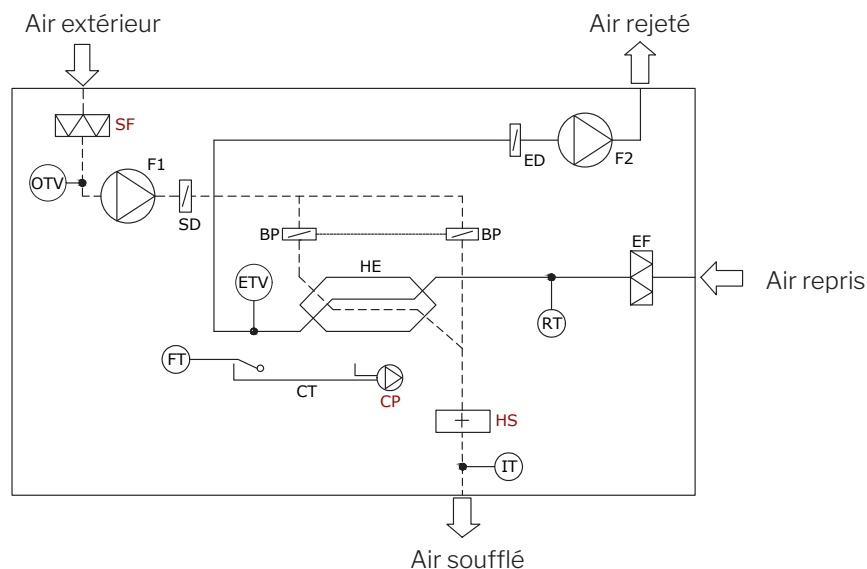 Air extérieur
Air rejeté
SF
ED
F2
OTV
F1
SD
BP
BP
HE
EF
ETV
Air repris
RT
FT
CT
CP
HS
IT
Air soufflé